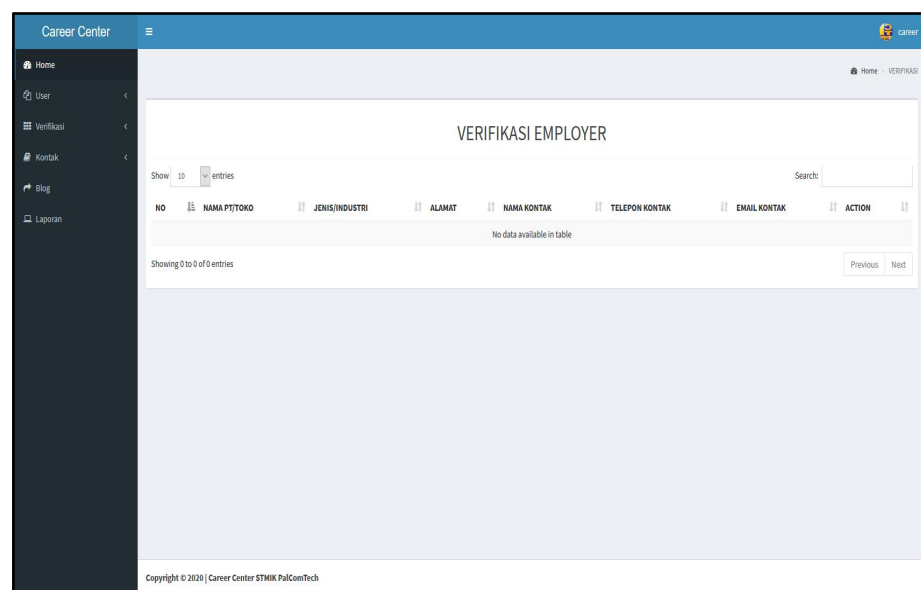 Career Center
career
Home
Home > VERIFIKASI
User
Verifikasi
Kontak
Blog
Laporan
VERIFIKASI EMPLOYER
Show 10 entries
Search:
NO NAMA PT/TOKO JENIS/INDUSTRI ALAMAT NAMA KONTAK TELEPON KONTAK EMAIL KONTAK ACTION
No data available in table
Showing 0 to 0 of 0 entries
Previous Next
Copyright © 2020 | Career Center STMIK PalComTech